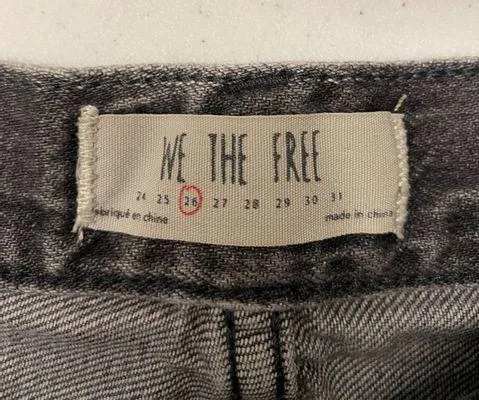 WE THE FREE
24 25 26 27 28 29 30 31
fabriqué en chine made in china